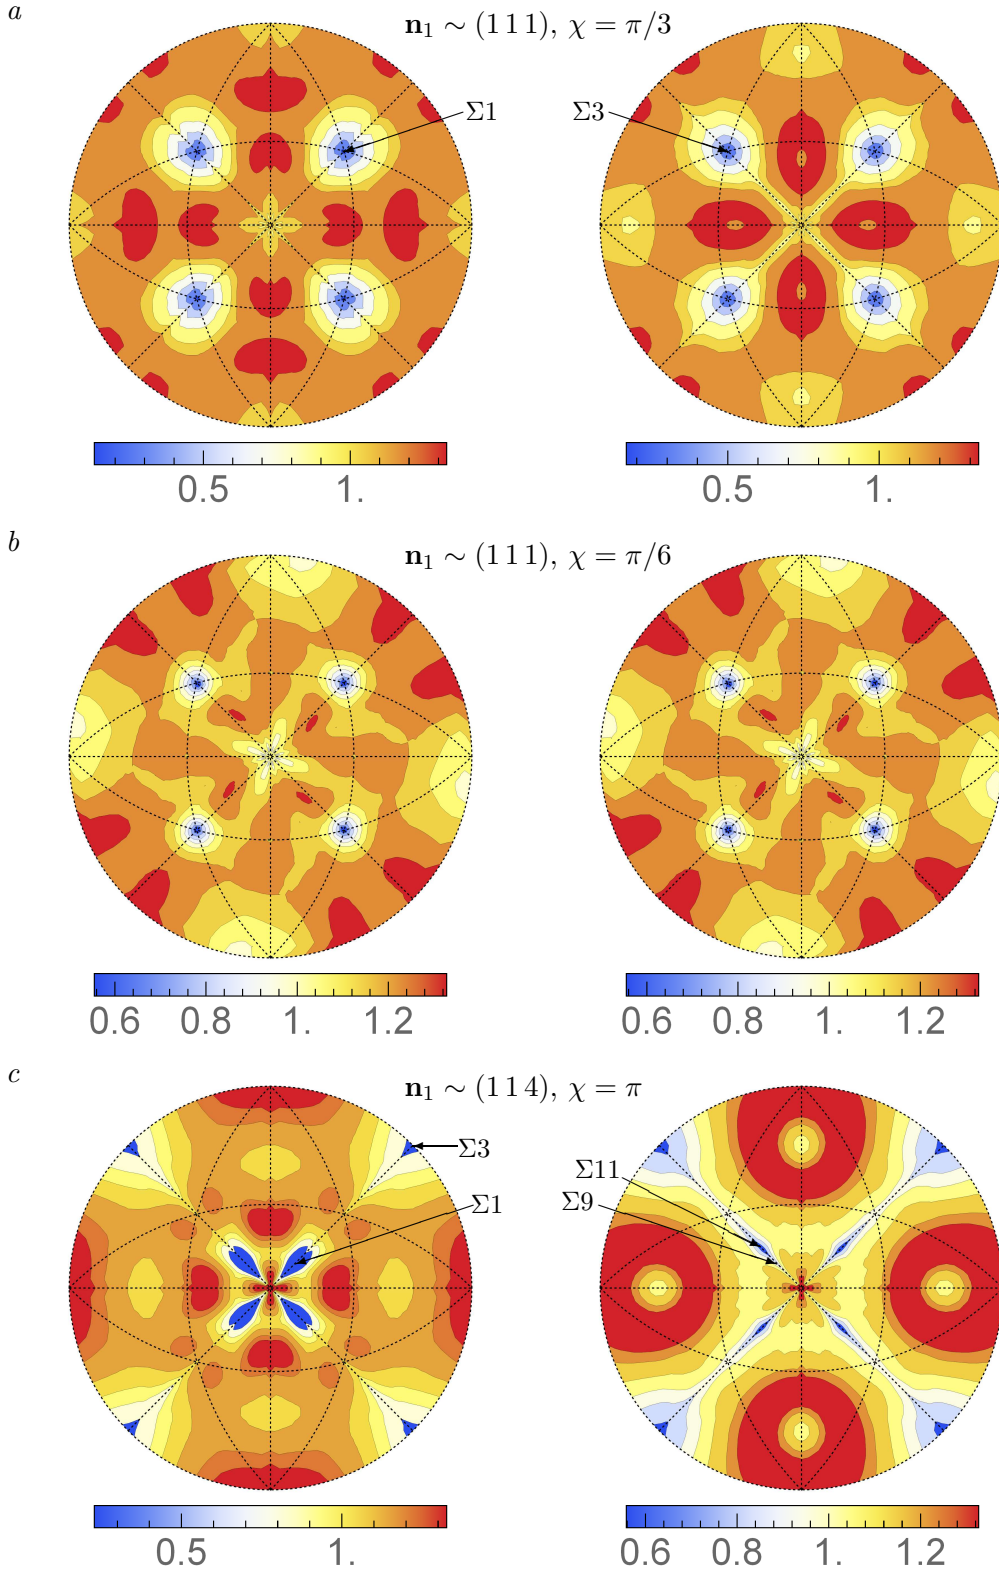 a
n₁ ∼ (1 1 1), χ = π/3
Σ1
Σ3
0.5 1.
0.5 1.
b
n₁ ∼ (1 1 1), χ = π/6
0.6 0.8 1. 1.2
0.6 0.8 1. 1.2
c
n₁ ∼ (1 1 4), χ = π
Σ3
Σ1
Σ11
Σ9
0.5 1.
0.6 0.8 1. 1.2